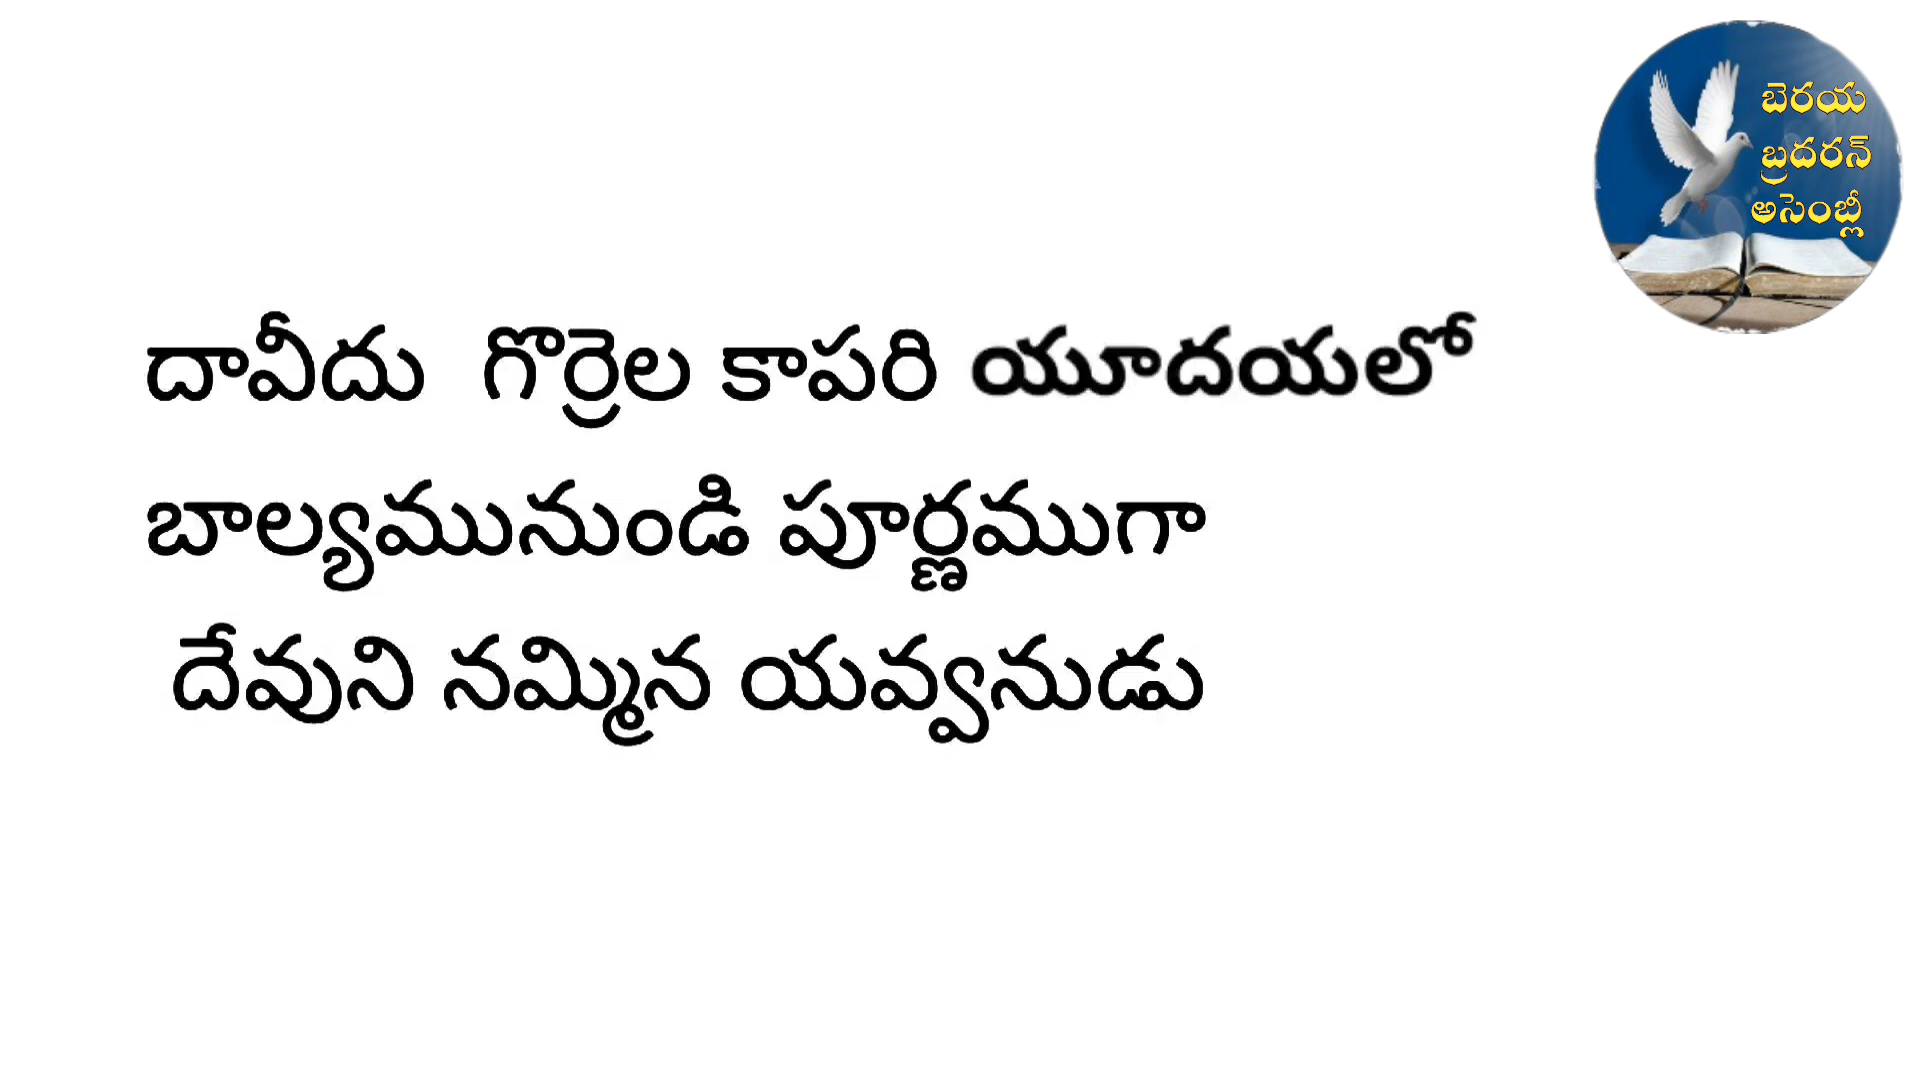 బెరయ
బ్రదరన్
అసెంబ్లీ
దావీదు గొర్రెల కాపరి యూదయలో
బాల్యమునుండి పూర్ణముగా
దేవుని నమ్మిన యవ్వనుడు